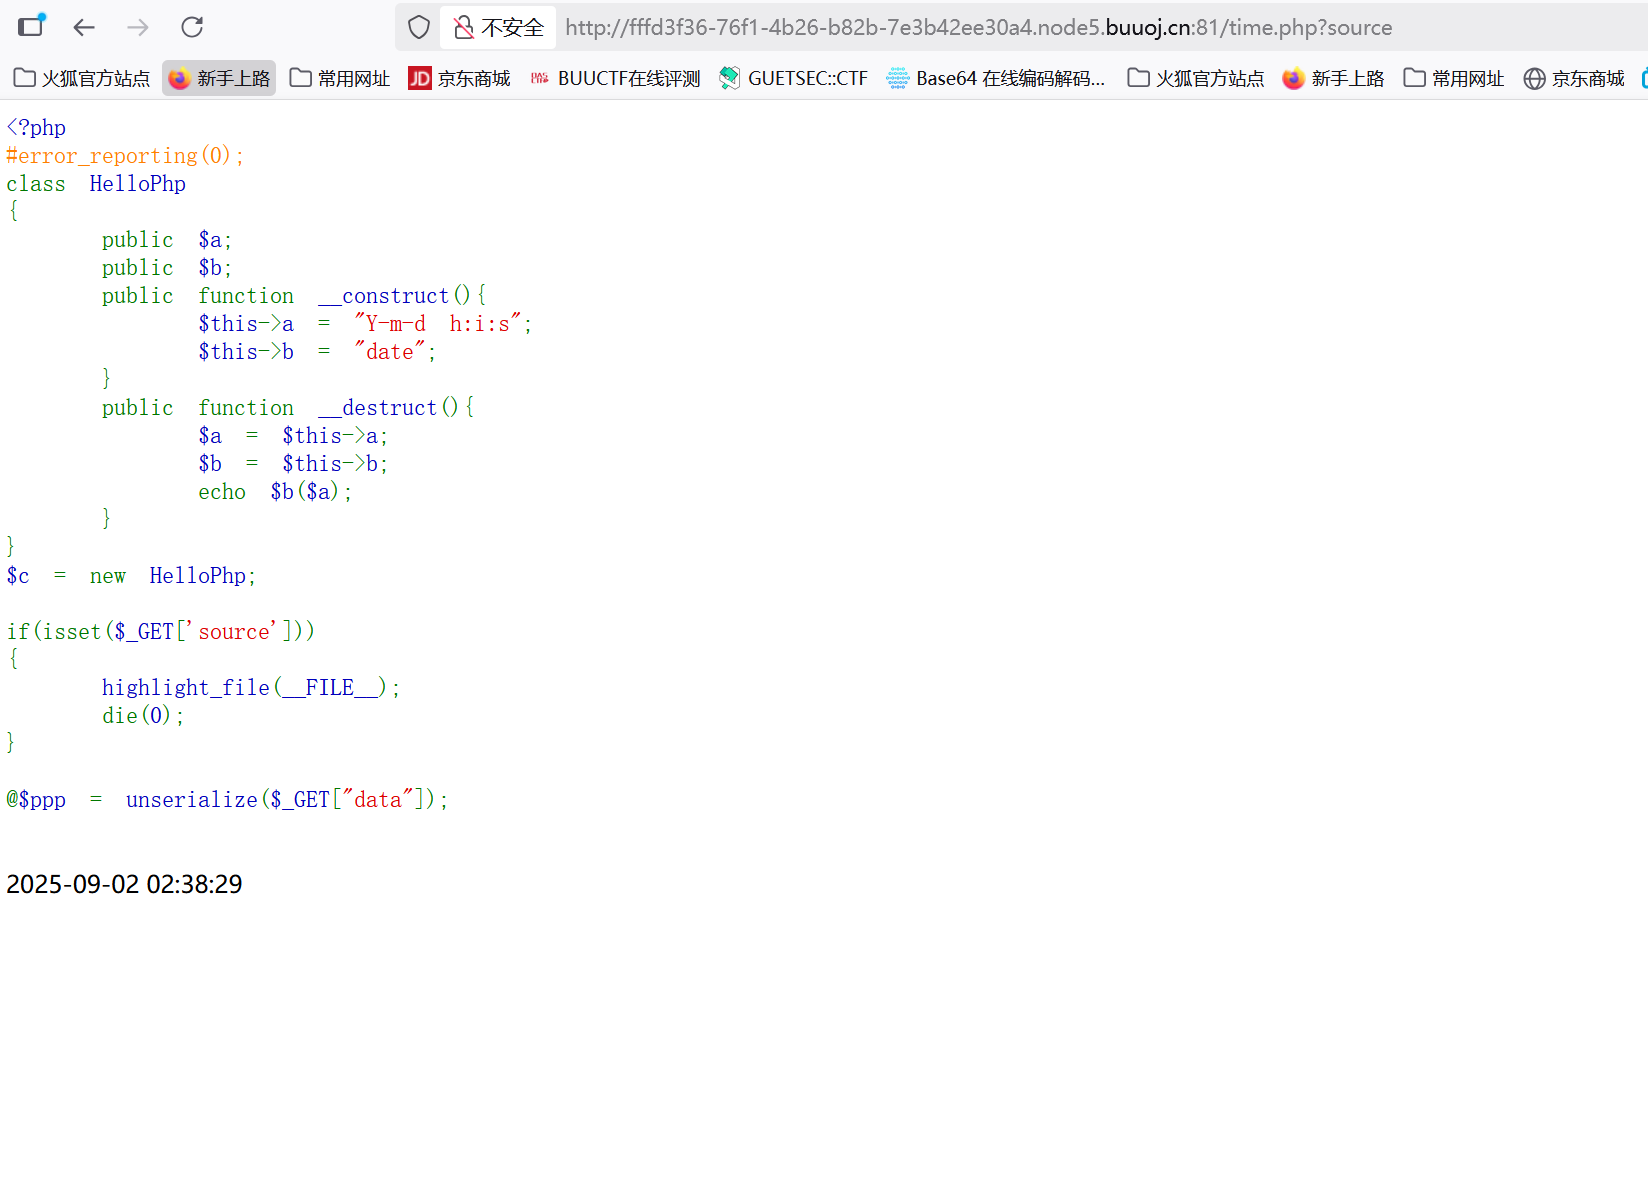 不安全 http://fffd3f36-76f1-4b26-b82b-7e3b42ee30a4.node5.buuoj.cn:81/time.php?source
火狐官方站点 新手上路 常用网址 JD 京东商城 BUUCTF在线评测 GUETSEC::CTF Base64 在线编码解码... 火狐官方站点 新手上路 常用网址 京东商城
<?php
#error_reporting(0);
class HelloPhp
{
public $a;
public $b;
public function __construct(){
$this->a = "Y-m-d h:i:s";
$this->b = "date";
}
public function __destruct(){
$a = $this->a;
$b = $this->b;
echo $b($a);
}
}
$c = new HelloPhp;
if(isset($_GET['source']))
{
highlight_file(__FILE__);
die(0);
}
@$ppp = unserialize($_GET["data"]);
2025-09-02 02:38:29